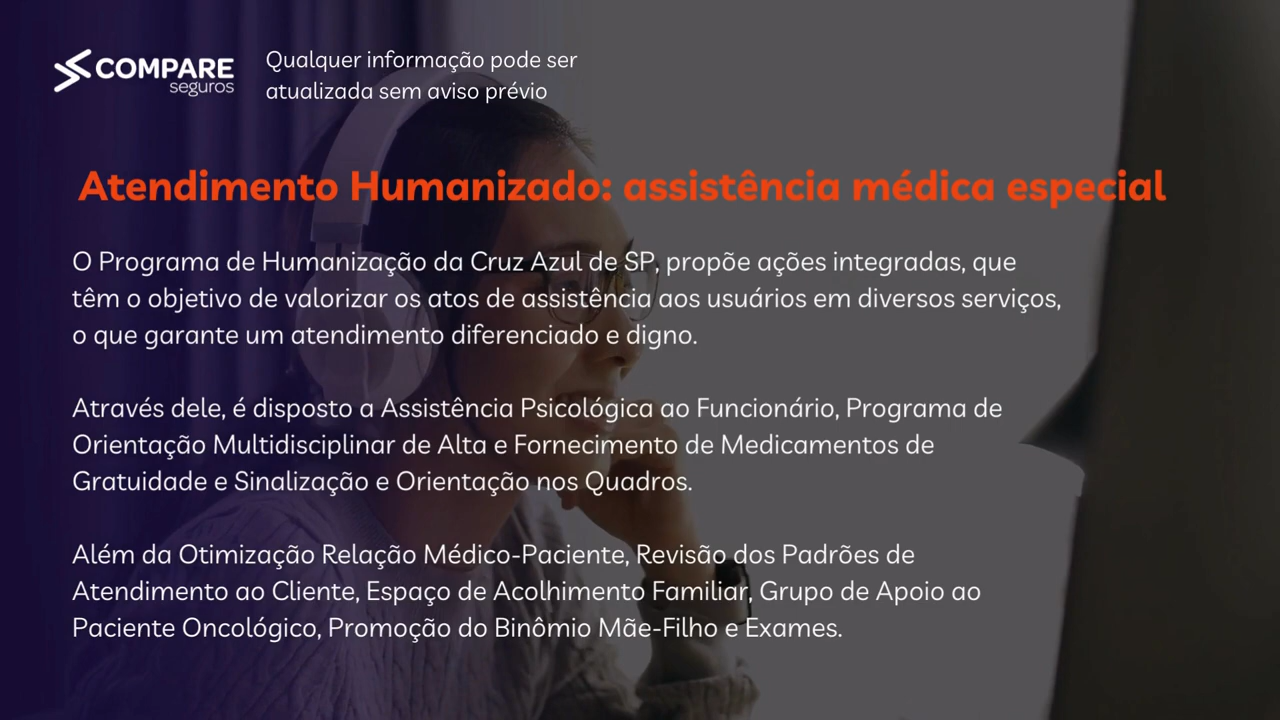 COMPARE
seguros
Qualquer informação pode ser
atualizada sem aviso prévio
Atendimento Humanizado: assistência médica especial
O Programa de Humanização da Cruz Azul de SP, propõe ações integradas, que
têm o objetivo de valorizar os atos de assistência aos usuários em diversos serviços,
o que garante um atendimento diferenciado e digno.
Através dele, é disposto a Assistência Psicológica ao Funcionário, Programa de
Orientação Multidisciplinar de Alta e Fornecimento de Medicamentos de
Gratuidade e Sinalização e Orientação nos Quadros.
Além da Otimização Relação Médico-Paciente, Revisão dos Padrões de
Atendimento ao Cliente, Espaço de Acolhimento Familiar, Grupo de Apoio ao
Paciente Oncológico, Promoção do Binômio Mãe-Filho e Exames.